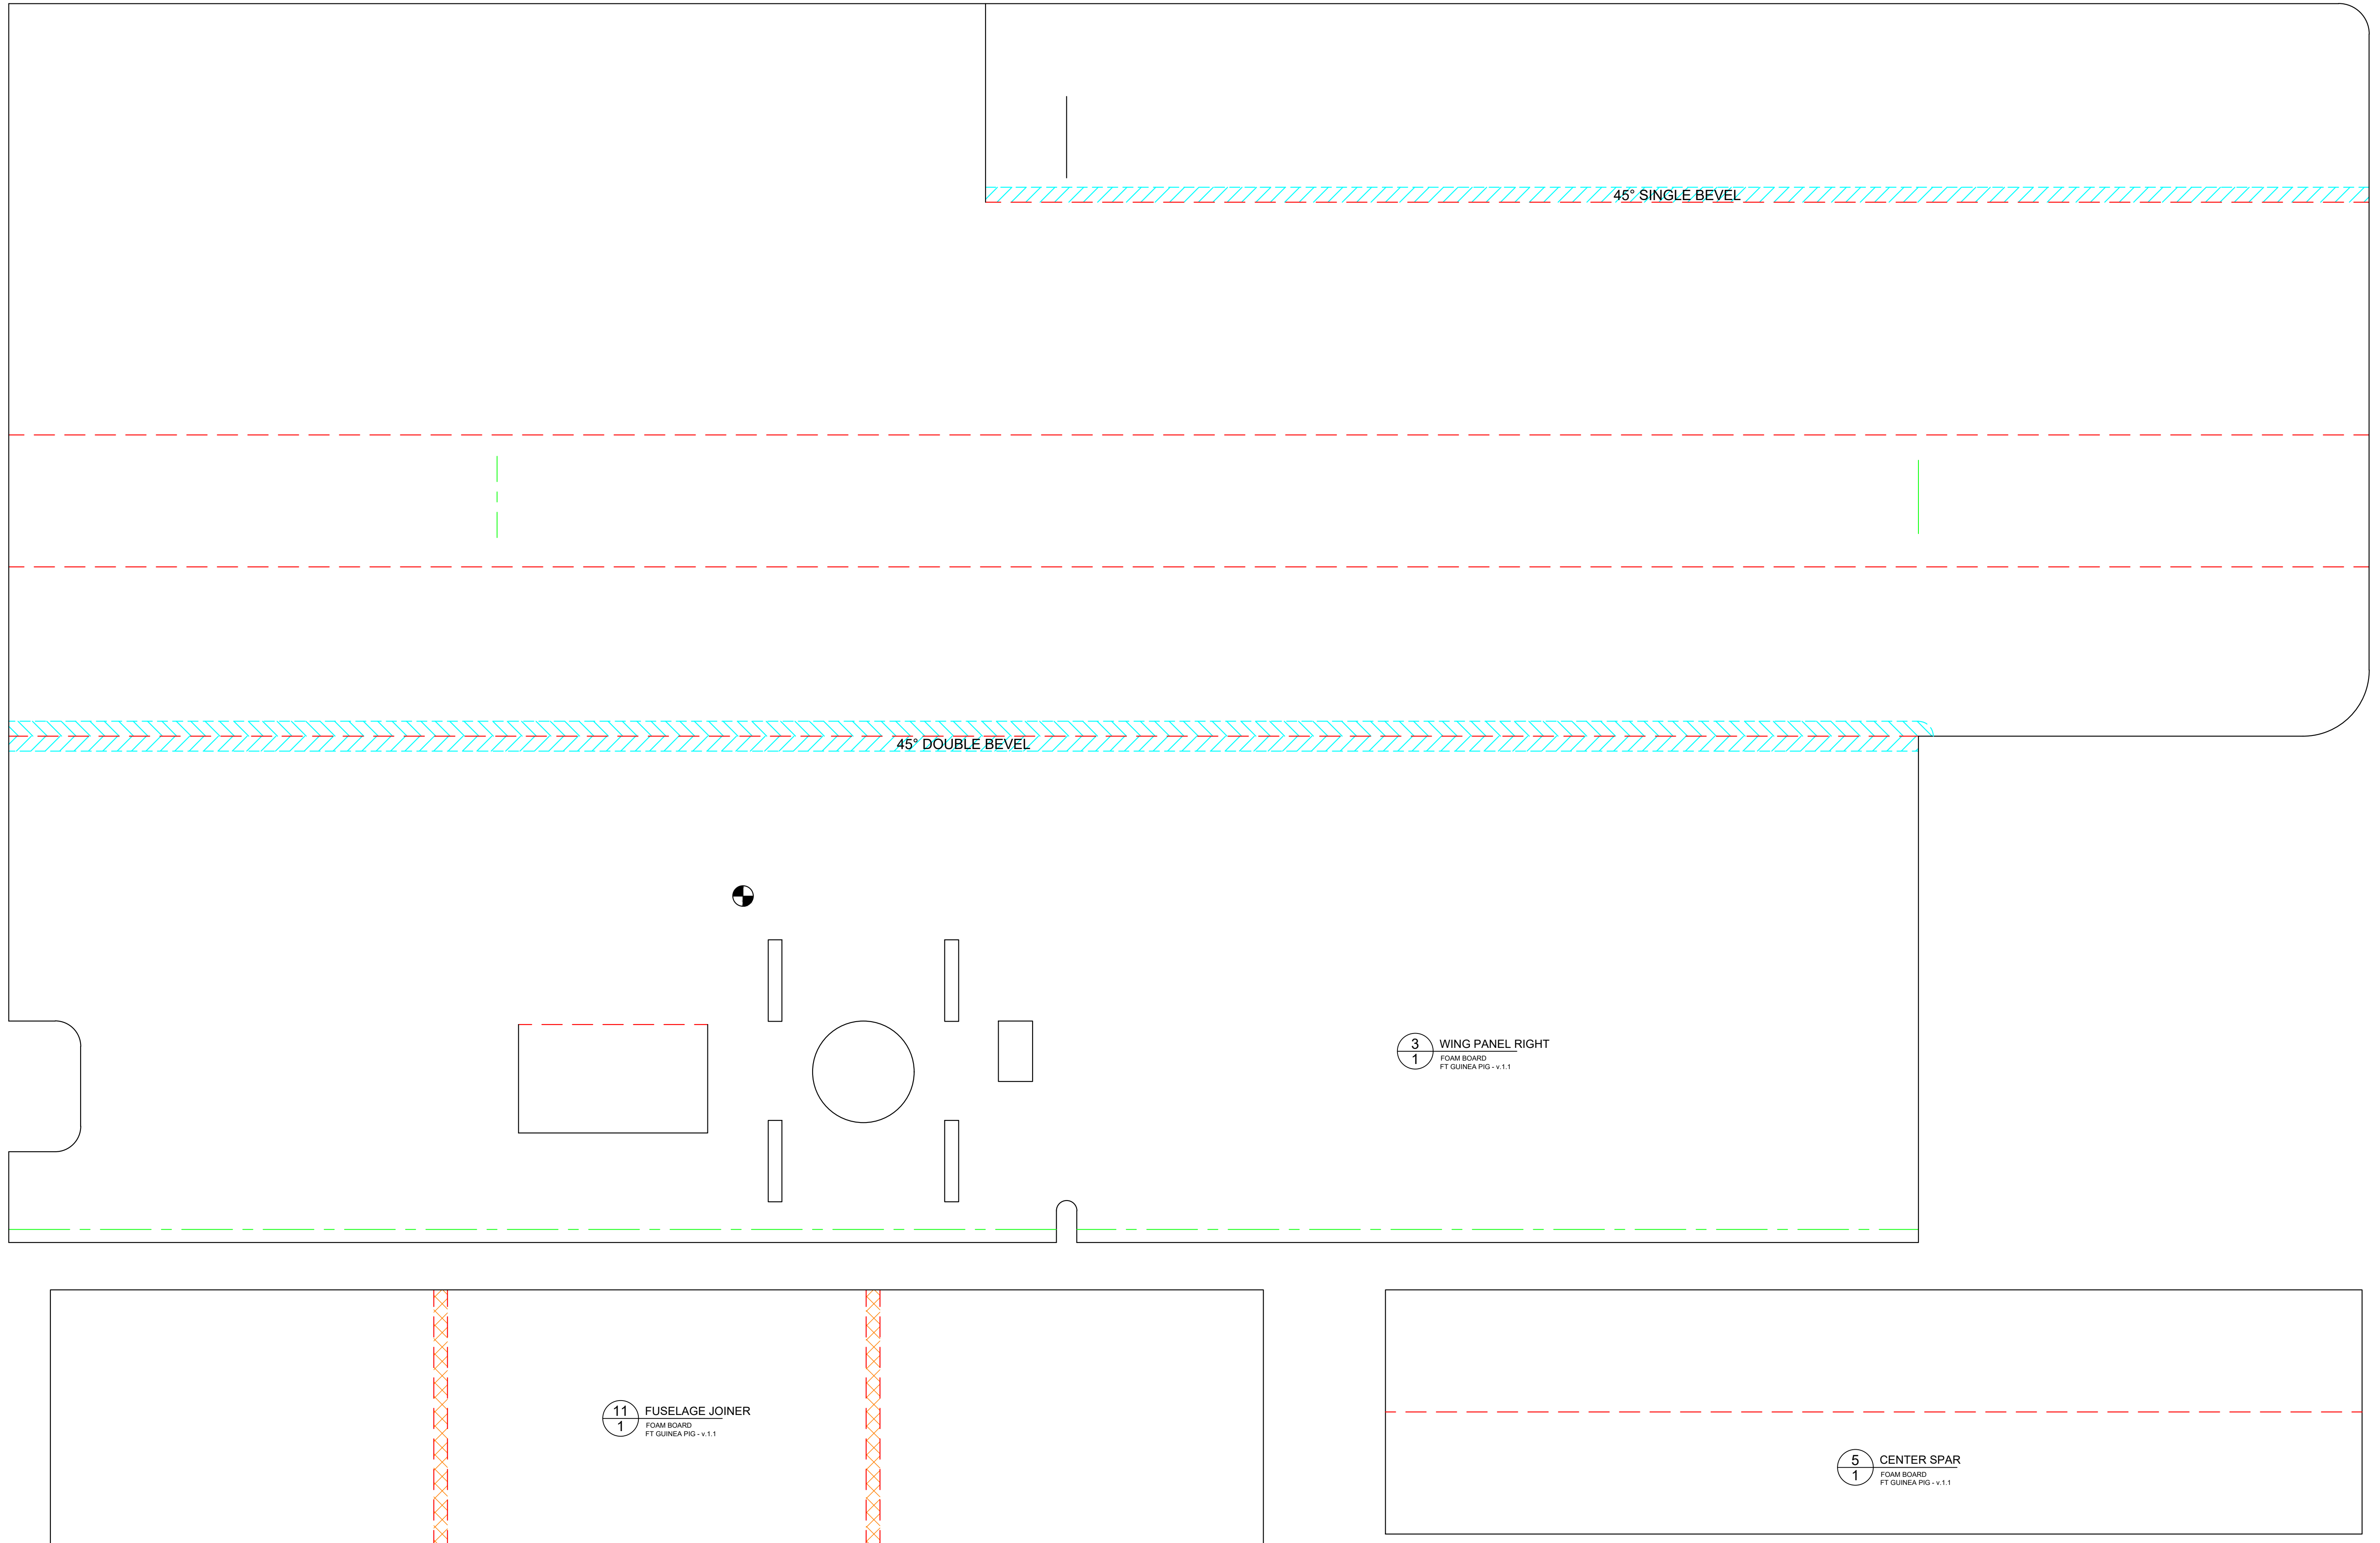 45° SINGLE BEVEL
45° DOUBLE BEVEL
3
1
WING PANEL RIGHT
FOAM BOARD
FT GUINEA PIG - v.1.1
11
1
FUSELAGE JOINER
FOAM BOARD
FT GUINEA PIG - v.1.1
5
1
CENTER SPAR
FOAM BOARD
FT GUINEA PIG - v.1.1